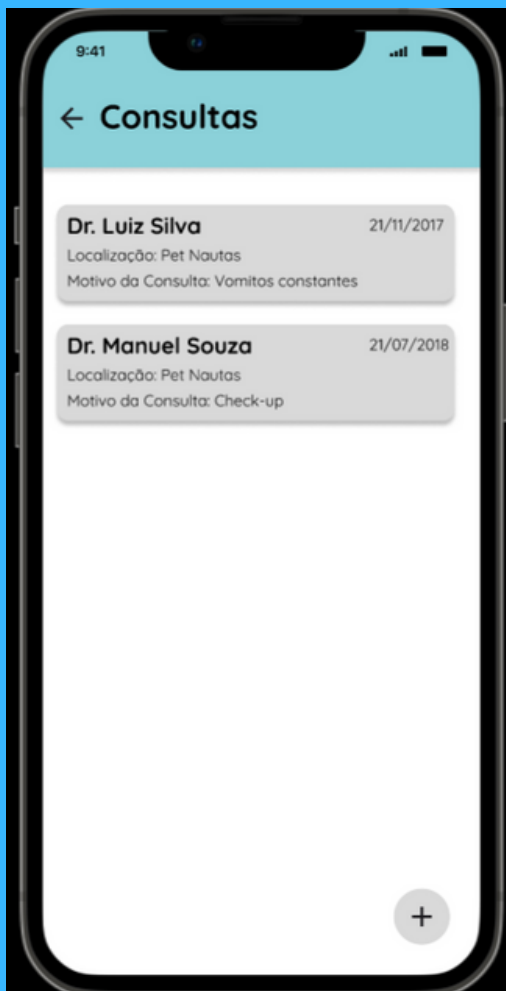 9:41
Consultas
Dr. Luiz Silva 21/11/2017
Localização: Pet Nautas
Motivo da Consulta: Vomitos constantes
Dr. Manuel Souza 21/07/2018
Localização: Pet Nautas
Motivo da Consulta: Check-up
+